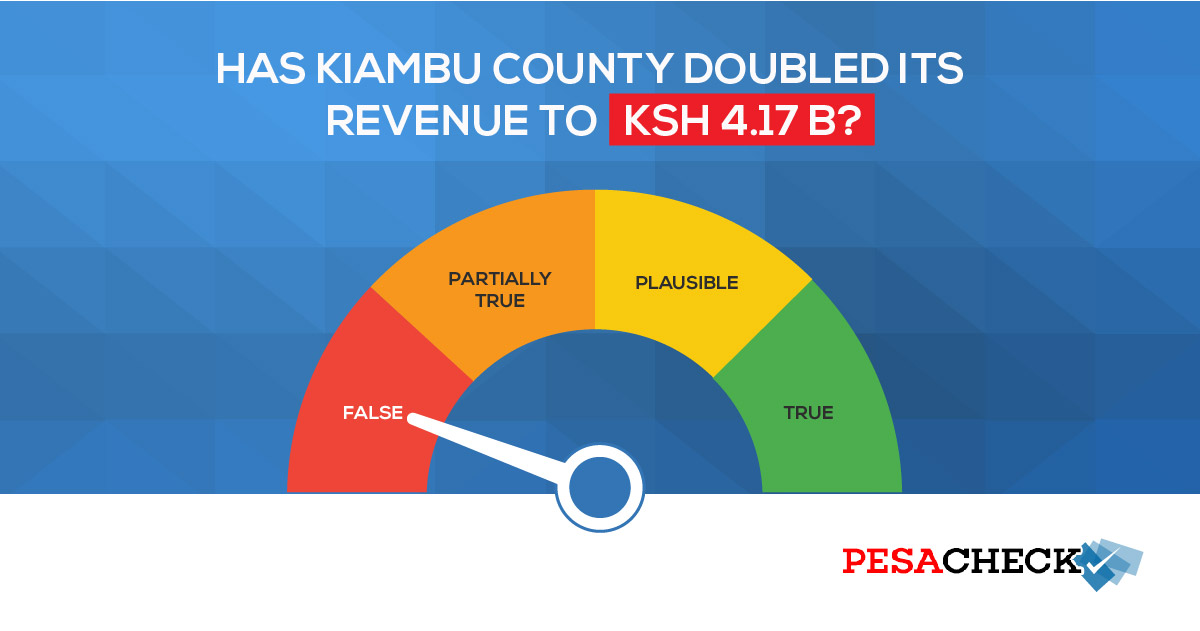 HAS KIAMBU COUNTY DOUBLED ITS
REVENUE TO KSH 4.17 B?
PARTIALLY
TRUE
PLAUSIBLE
FALSE
TRUE
PESACHECK